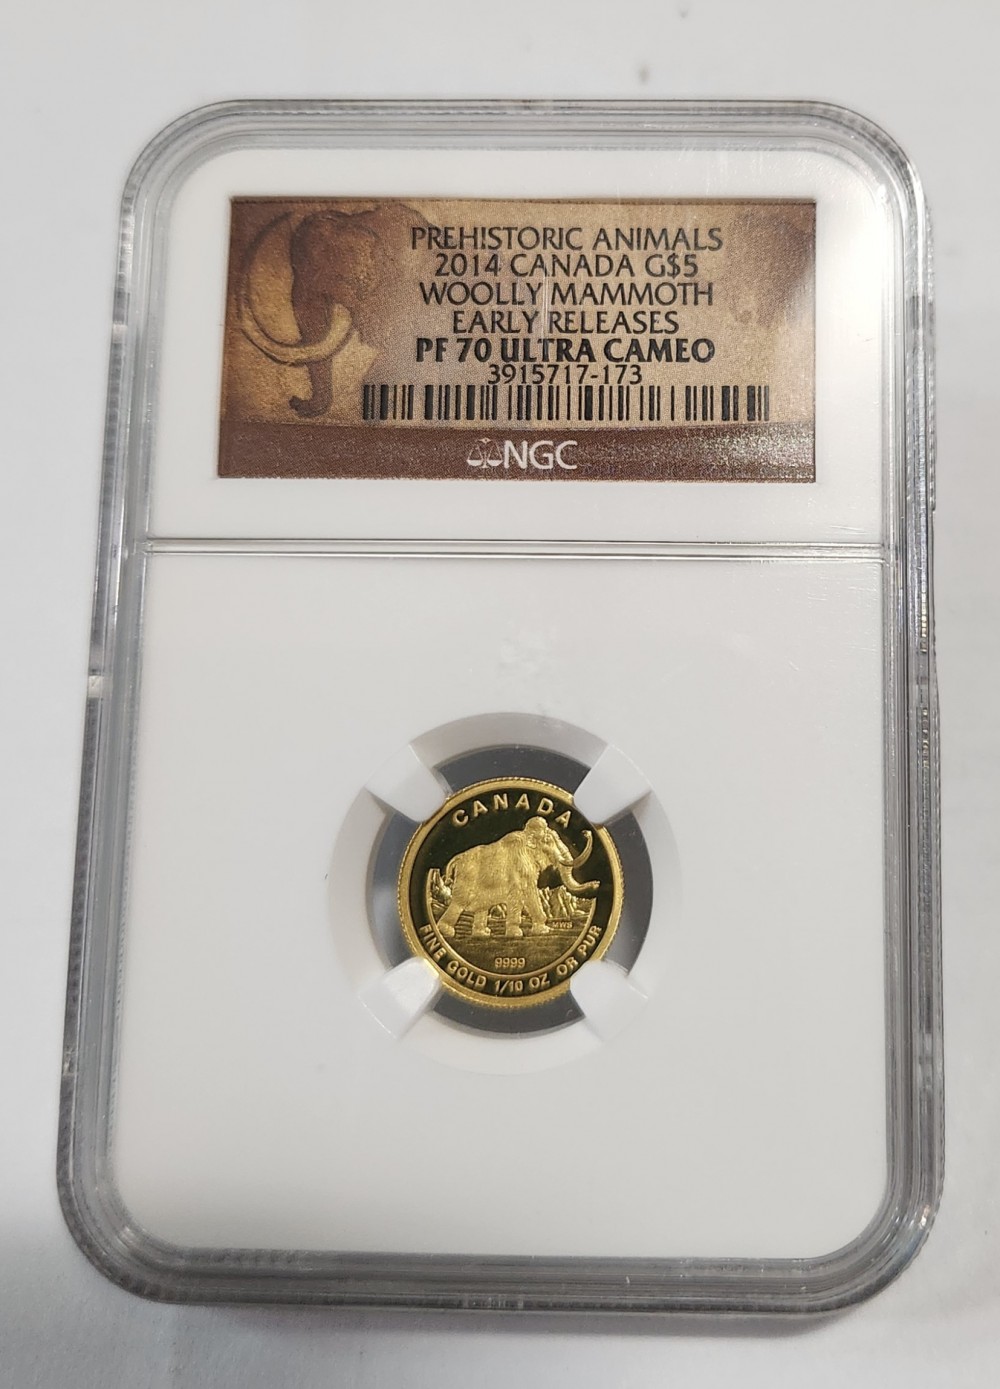 PREHISTORIC ANIMALS
2014 CANADA G$5
WOOLLY MAMMOTH
EARLY RELEASES
PF 70 ULTRA CAMEO
3915717-173
NGC
CANADA
MWB
9999
FINE GOLD 1/10 OZ OR PUR